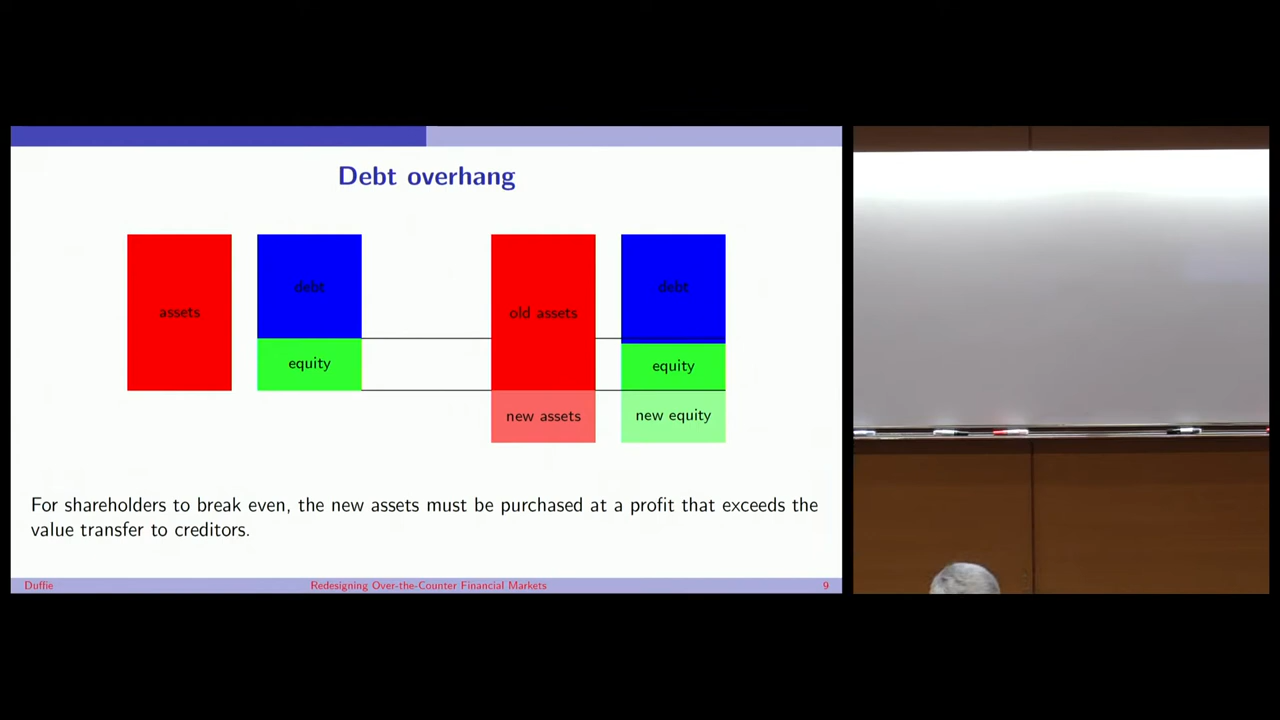 Debt overhang
assets
debt
equity
old assets
new assets
debt
equity
new equity
For shareholders to break even, the new assets must be purchased at a profit that exceeds the
value transfer to creditors.
Duffie
Redesigning Over-the-Counter Financial Markets
9